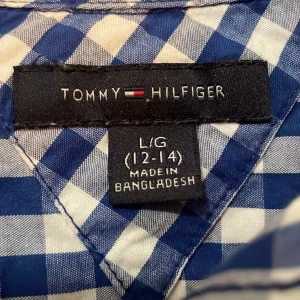 TOMMY HILFIGER
L/G
(12-14)
MADE IN
BANGLADESH